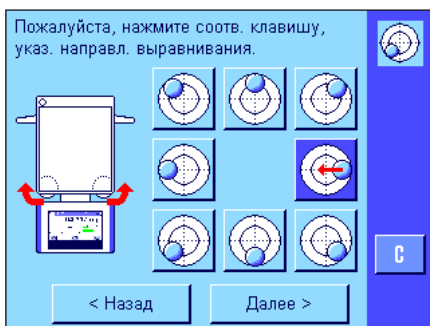 Пожалуйста, нажмите соотв. клавишу,
указ. направл. выравнивания.
C
< Назад
Далее >